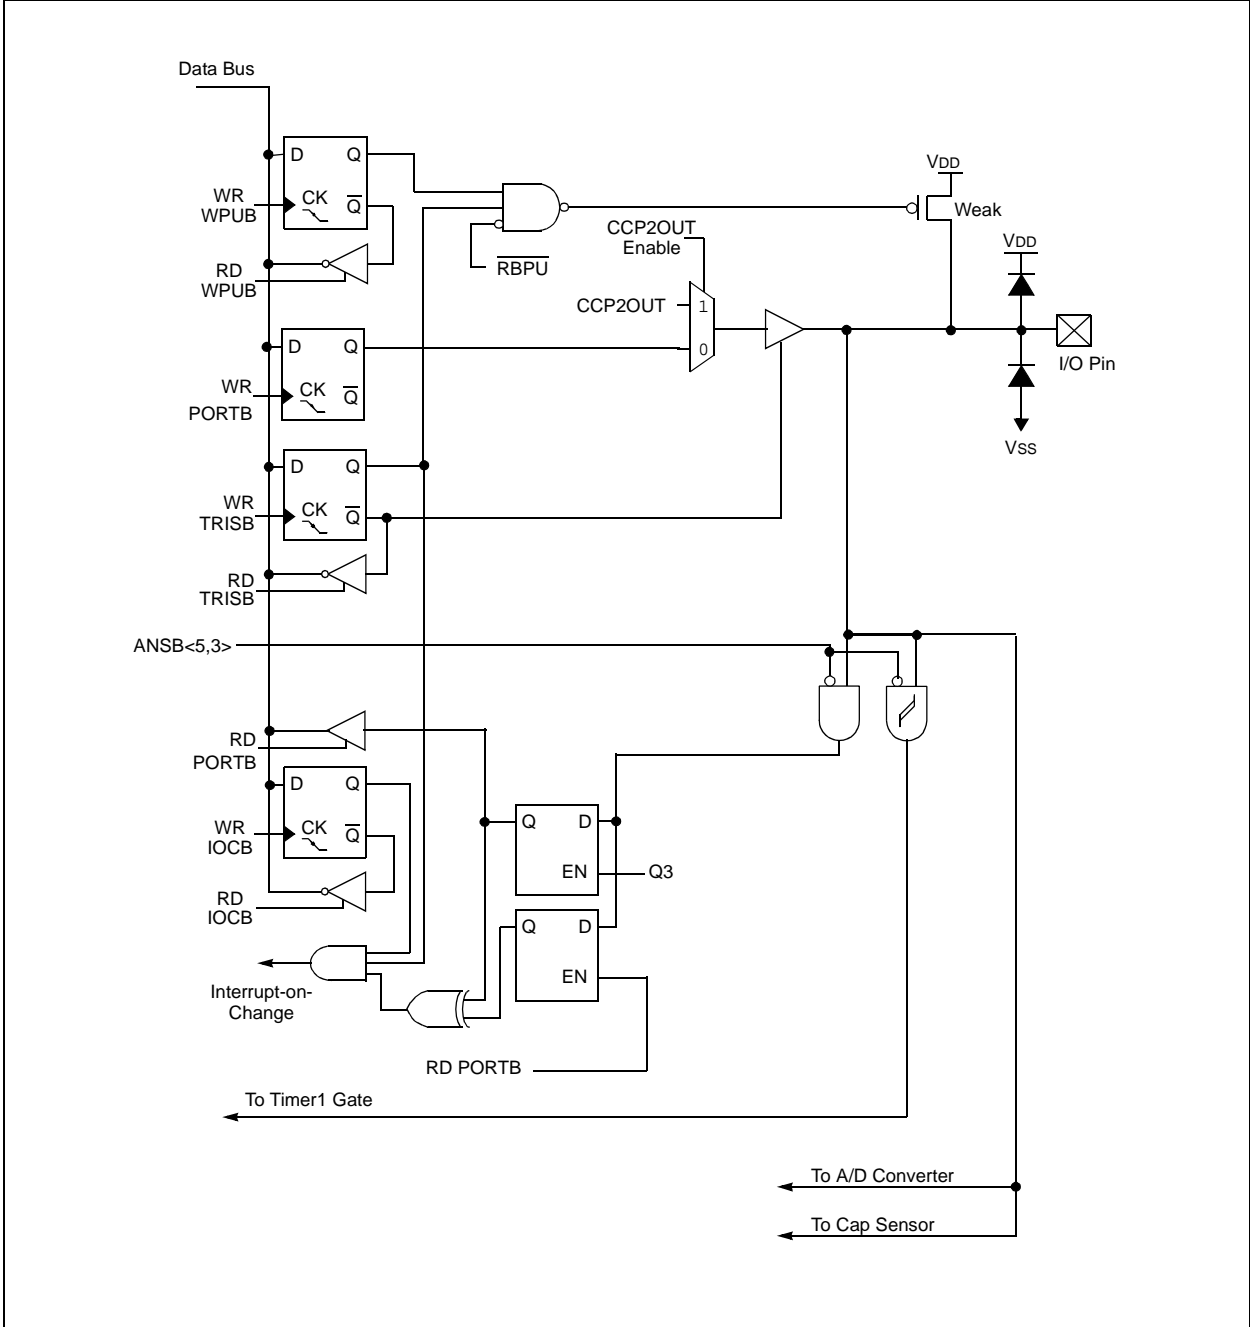 Data Bus
D Q
WR
WPUB
CK
Q
RD
WPUB
RBPU
CCP2OUT
Enable
CCP2OUT
1
0
VDD
Weak
VDD
I/O Pin
VSS
D Q
WR
PORTB
CK
Q
D Q
WR
TRISB
CK
Q
RD
TRISB
ANSB<5,3>
RD
PORTB
D Q
WR
IOCB
CK
Q
RD
IOCB
Q D
EN
Q3
Q D
EN
Interrupt-on-
Change
RD PORTB
To Timer1 Gate
To A/D Converter
To Cap Sensor